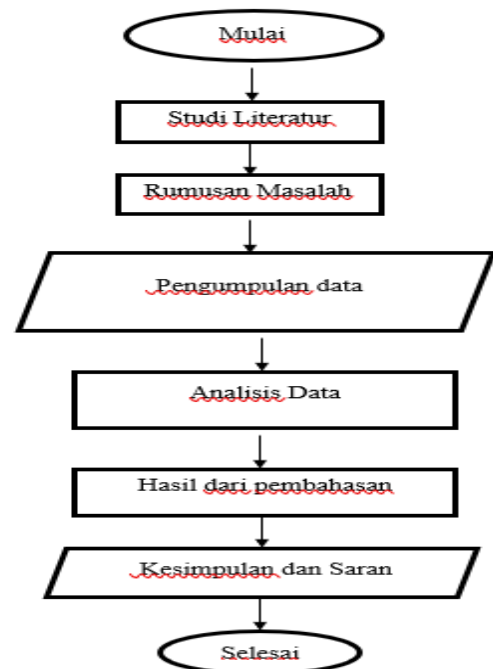 Mulai
Studi Literatur
Rumusan Masalah
Pengumpulan data
Analisis Data
Hasil dari pembahasan
Kesimpulan dan Saran
Selesai